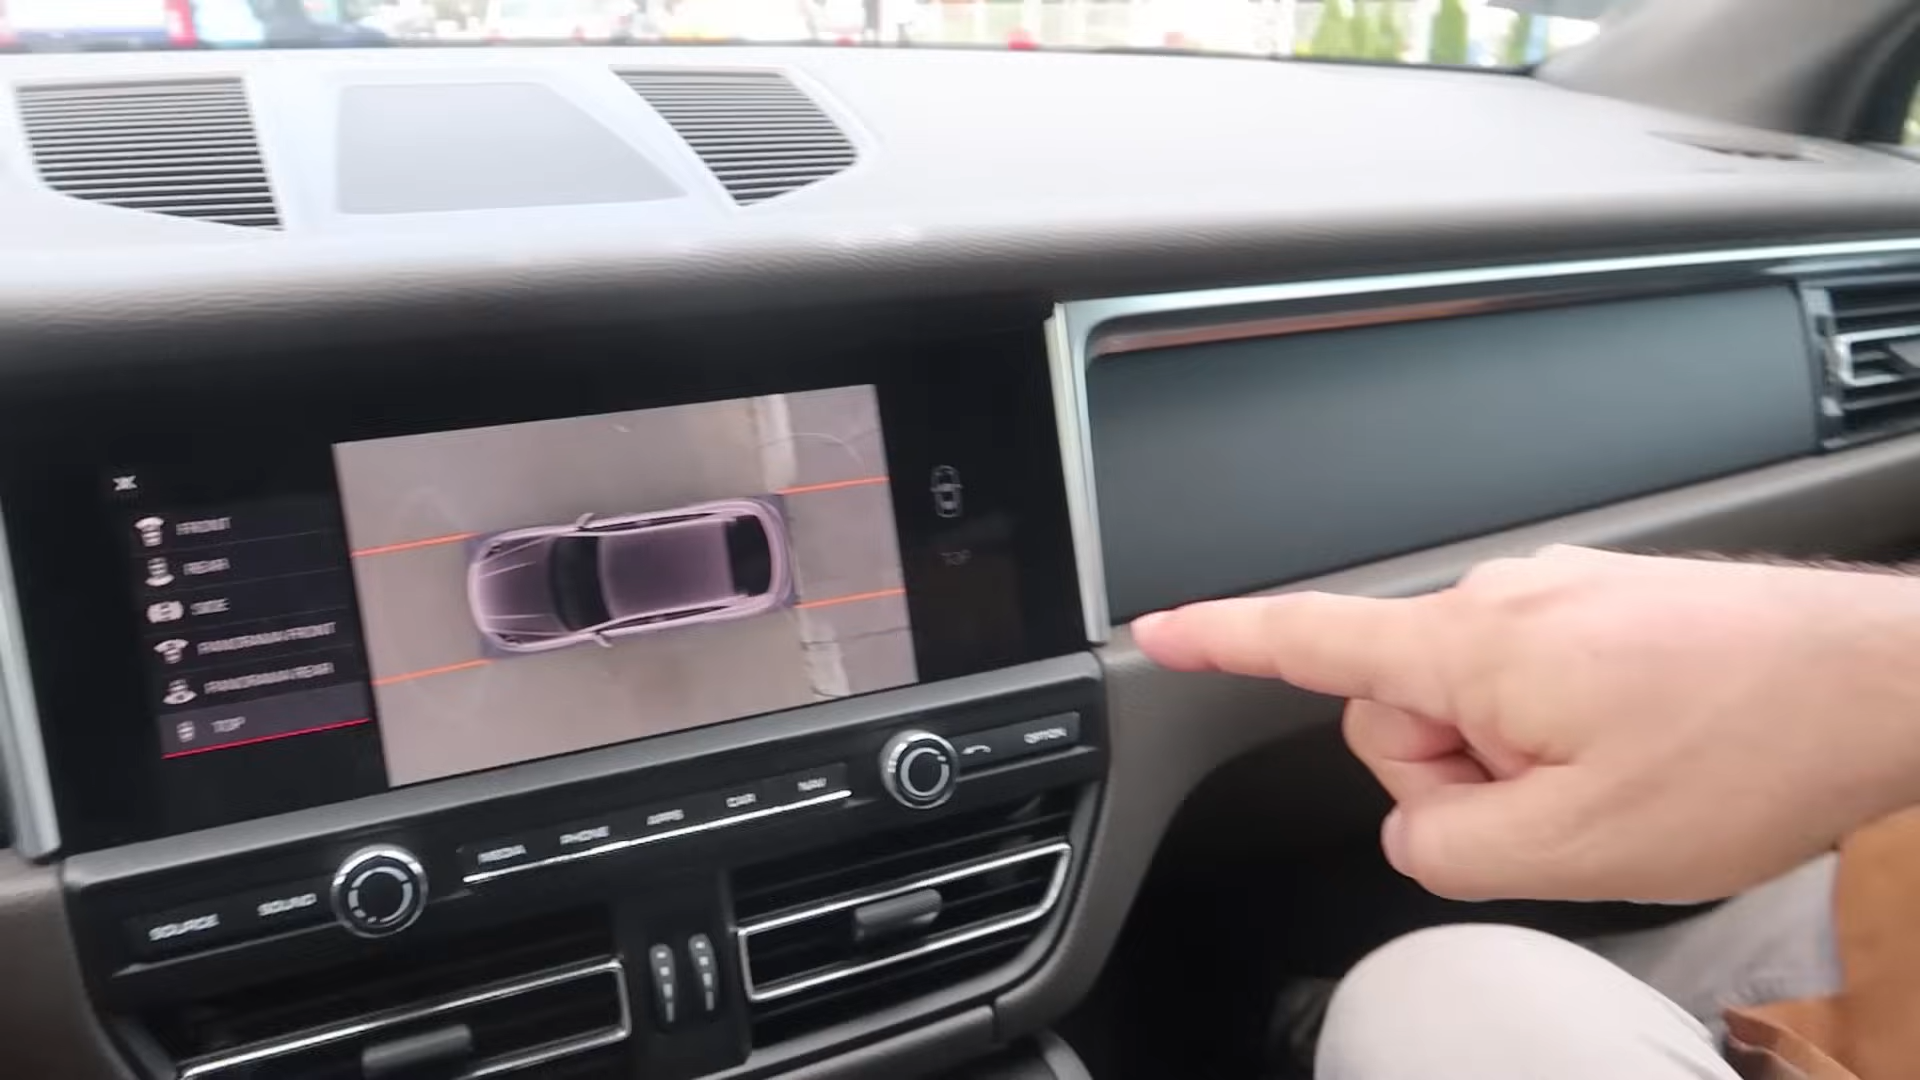 FRONT
REAR
SIDE
PANORAMA FRONT
PANORAMA REAR
TOP
TOP
SOURCE
SOUND
MEDIA
PHONE
APPS
CAR
NAV
OPTION